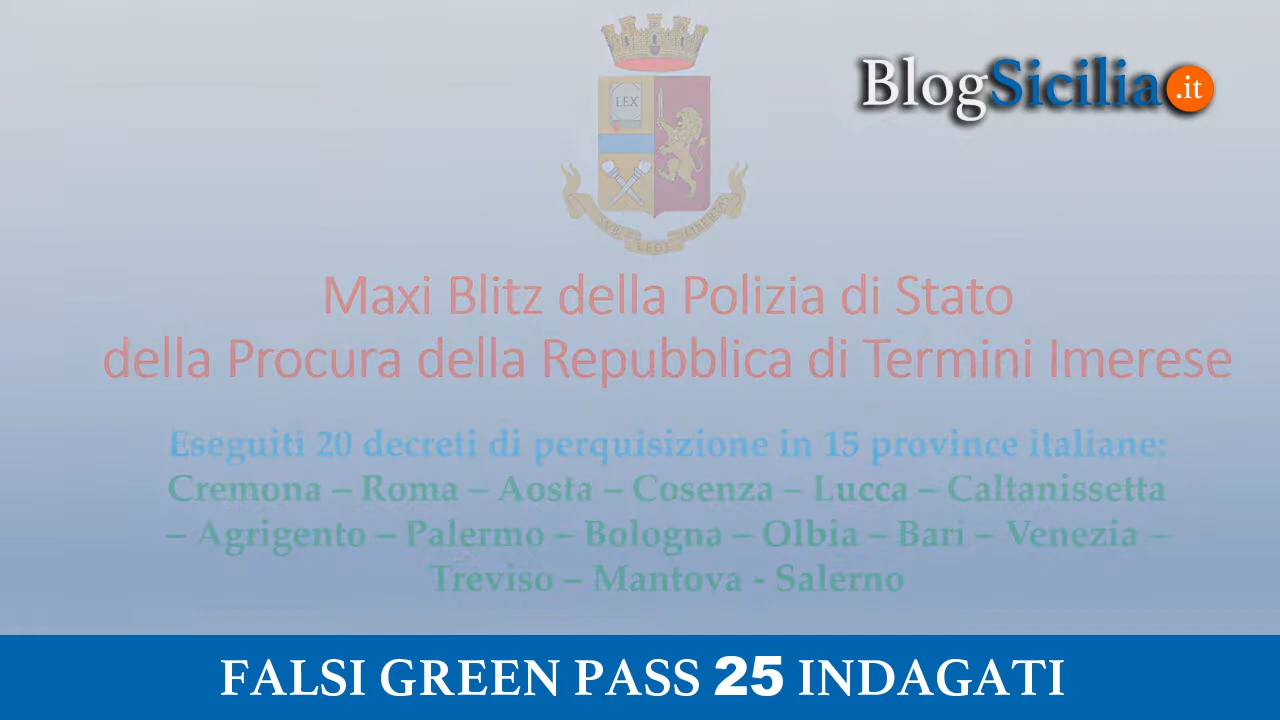 BlogSicilia.it
LEX
SUB LEGE LIBERTAS
Maxi Blitz della Polizia di Stato
della Procura della Repubblica di Termini Imerese
Eseguiti 20 decreti di perquisizione in 15 province italiane:
Cremona – Roma – Aosta – Cosenza – Lucca – Caltanissetta
– Agrigento – Palermo – Bologna – Olbia – Bari – Venezia –
Treviso – Mantova - Salerno
FALSI GREEN PASS 25 INDAGATI